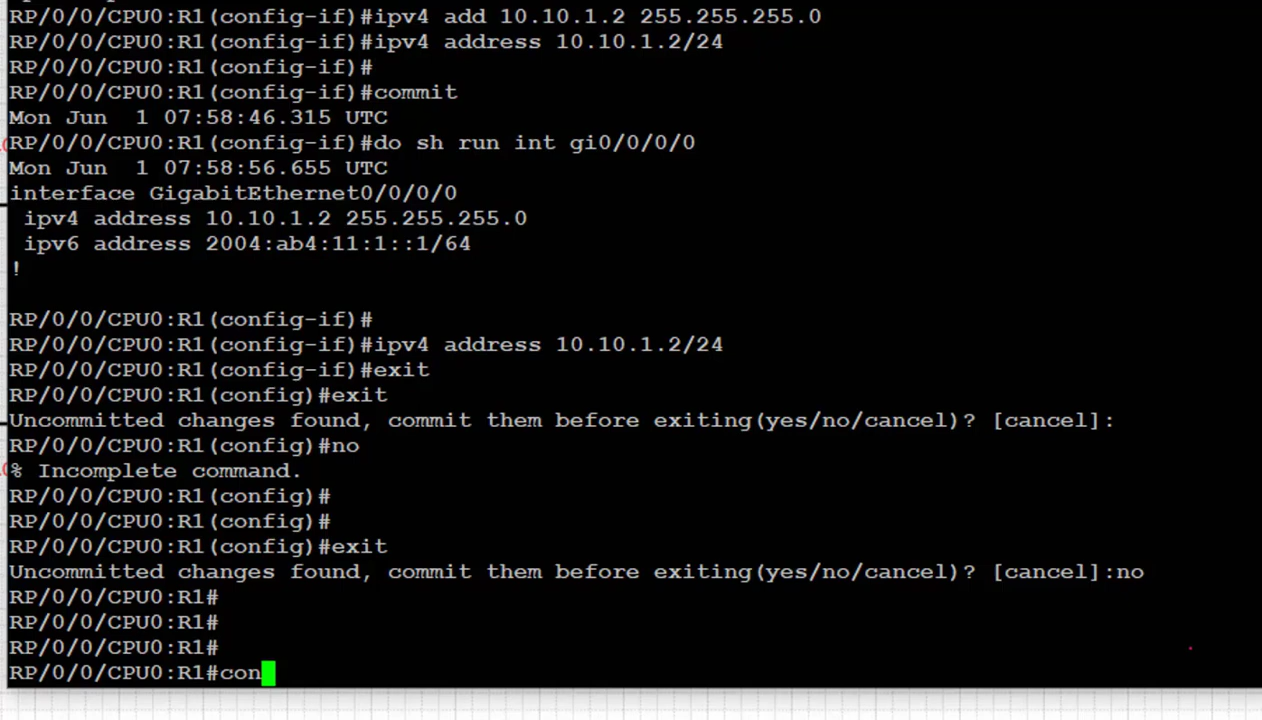 RP/0/0/CPU0:R1(config-if)#ipv4 add 10.10.1.2 255.255.255.0
RP/0/0/CPU0:R1(config-if)#ipv4 address 10.10.1.2/24
RP/0/0/CPU0:R1(config-if)#
RP/0/0/CPU0:R1(config-if)#commit
Mon Jun  1 07:58:46.315 UTC
RP/0/0/CPU0:R1(config-if)#do sh run int gi0/0/0/0
Mon Jun  1 07:58:56.655 UTC
interface GigabitEthernet0/0/0/0
 ipv4 address 10.10.1.2 255.255.255.0
 ipv6 address 2004:ab4:11:1::1/64
!
RP/0/0/CPU0:R1(config-if)#
RP/0/0/CPU0:R1(config-if)#ipv4 address 10.10.1.2/24
RP/0/0/CPU0:R1(config-if)#exit
RP/0/0/CPU0:R1(config)#exit
Uncommitted changes found, commit them before exiting(yes/no/cancel)? [cancel]:
RP/0/0/CPU0:R1(config)#no
% Incomplete command.
RP/0/0/CPU0:R1(config)#
RP/0/0/CPU0:R1(config)#
RP/0/0/CPU0:R1(config)#exit
Uncommitted changes found, commit them before exiting(yes/no/cancel)? [cancel]:no
RP/0/0/CPU0:R1#
RP/0/0/CPU0:R1#
RP/0/0/CPU0:R1#
RP/0/0/CPU0:R1#con